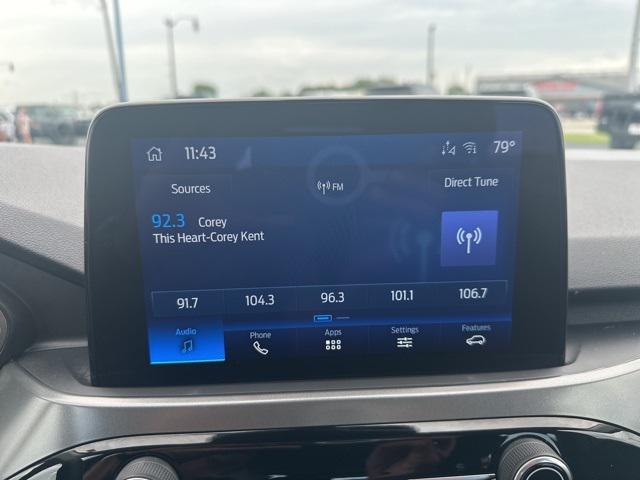 11:43 79°
Sources FM Direct Tune
92.3 Corey
This Heart-Corey Kent
91.7 104.3 96.3 101.1 106.7
Audio Phone Apps Settings Features